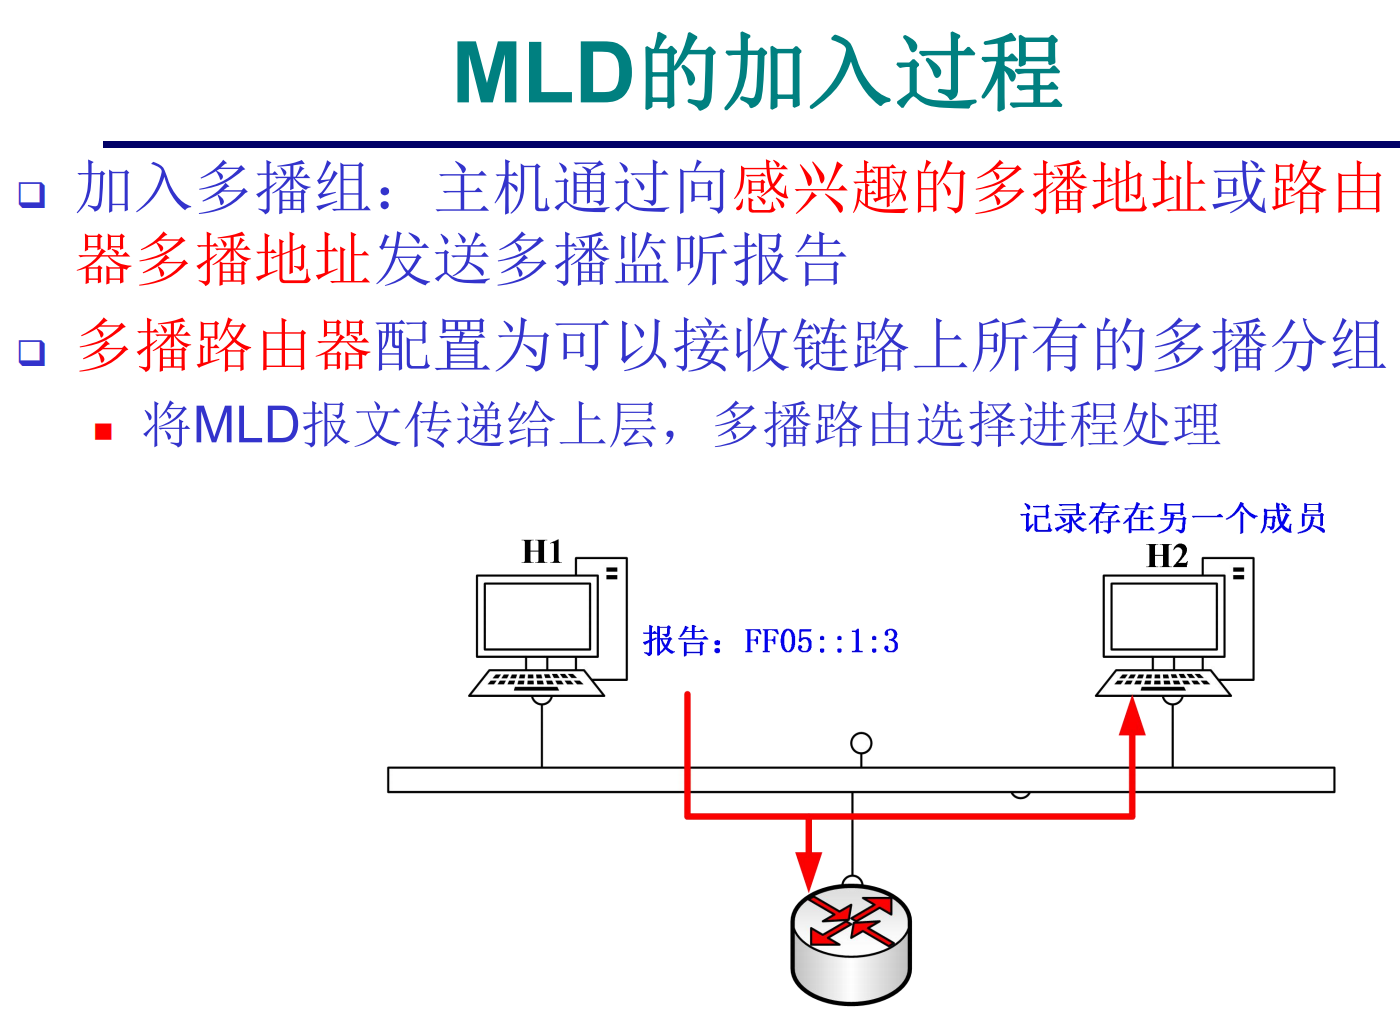 MLD的加入过程
加入多播组：主机通过向感兴趣的多播地址或路由
器多播地址发送多播监听报告
多播路由器配置为可以接收链路上所有的多播分组
将MLD报文传递给上层，多播路由选择进程处理
记录存在另一个成员
H1
H2
报告：FF05::1:3